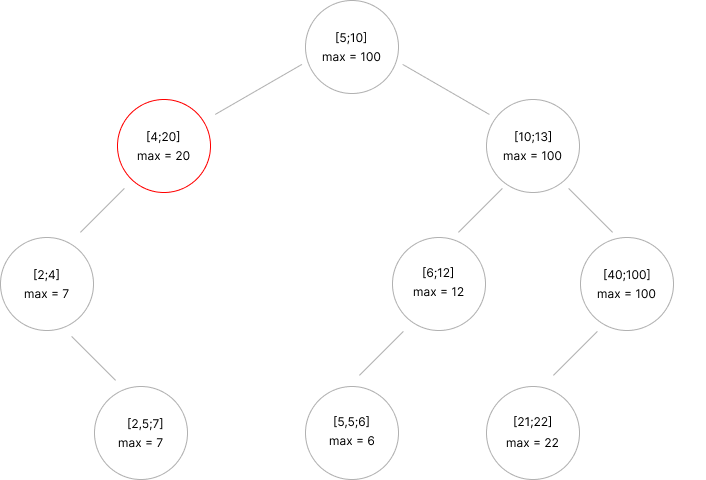 [5;10]
max = 100
[4;20]
max = 20
[10;13]
max = 100
[2;4]
max = 7
[6;12]
max = 12
[40;100]
max = 100
[2,5;7]
max = 7
[5,5;6]
max = 6
[21;22]
max = 22